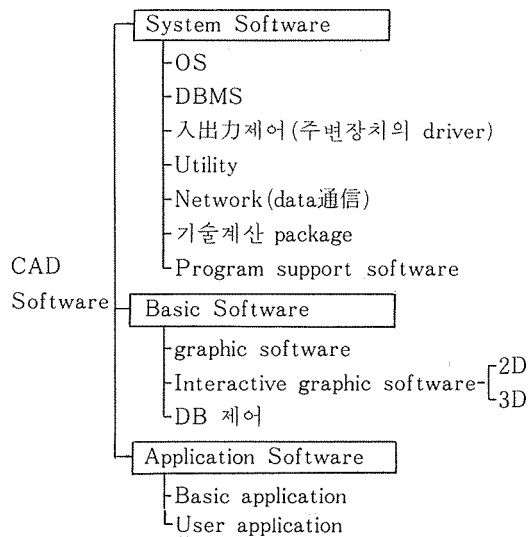 System Software
OS
DBMS
入出力제어(주변장치의 driver)
Utility
Network(data通信)
기술계산 package
Program support software
CAD
Software
Basic Software
graphic software
Interactive graphic software
2D
3D
DB 제어
Application Software
Basic application
User application